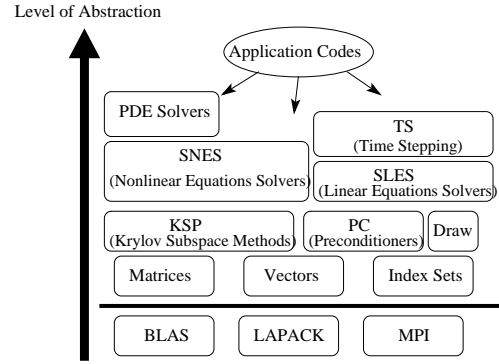 Level of Abstraction
Application Codes
PDE Solvers
TS
(Time Stepping)
SNES
(Nonlinear Equations Solvers)
SLES
(Linear Equations Solvers)
KSP
(Krylov Subspace Methods)
PC
(Preconditioners)
Draw
Matrices
Vectors
Index Sets
BLAS
LAPACK
MPI